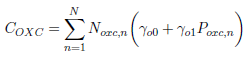 $C_{OXC} = \sum_{n=1}^{N} N_{oxc,n} \left( \gamma_{o0} + \gamma_{o1} P_{oxc,n} \right)$